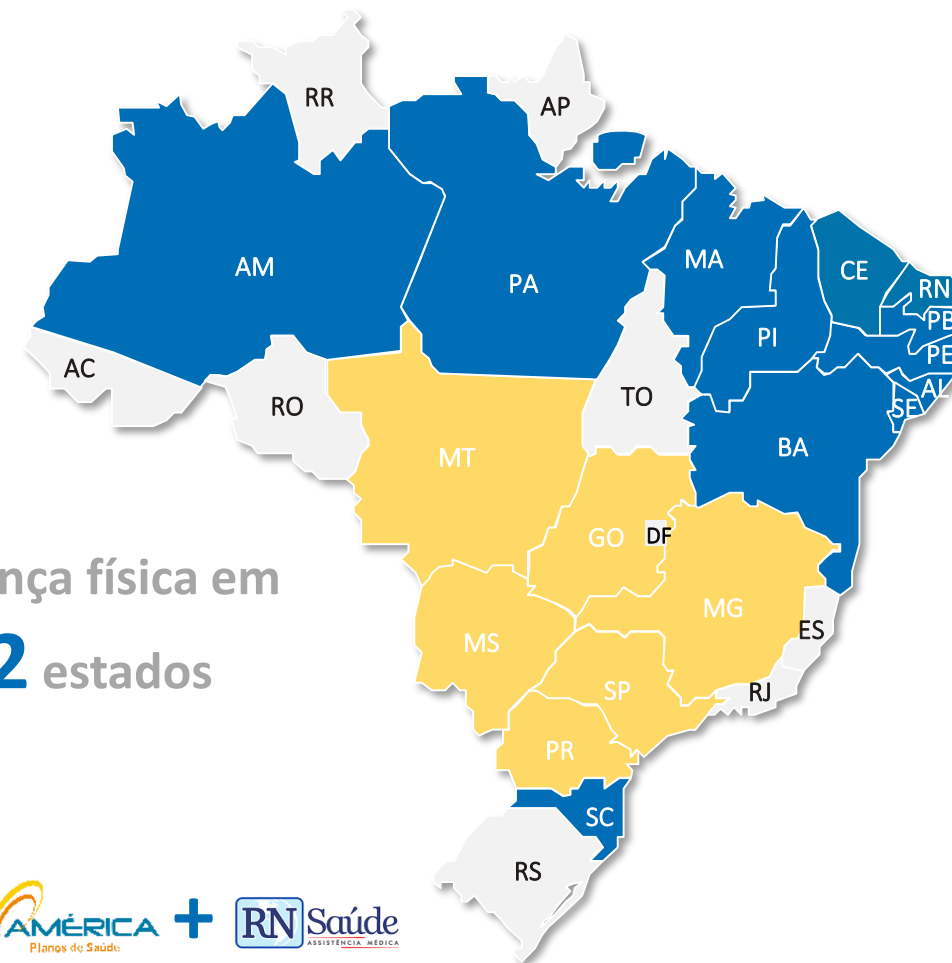 RR
AP
AM
PA
MA
CE
RN
PB
PI
PE
AC
AL
TO
RO
SE
BA
MT
GO
DF
MG
ES
MS
SP
RJ
PR
SC
RS
nça física em
2 estados
AMÉRICA
Planos de Saúde
+
RN Saúde
ASSISTÊNCIA MÉDICA